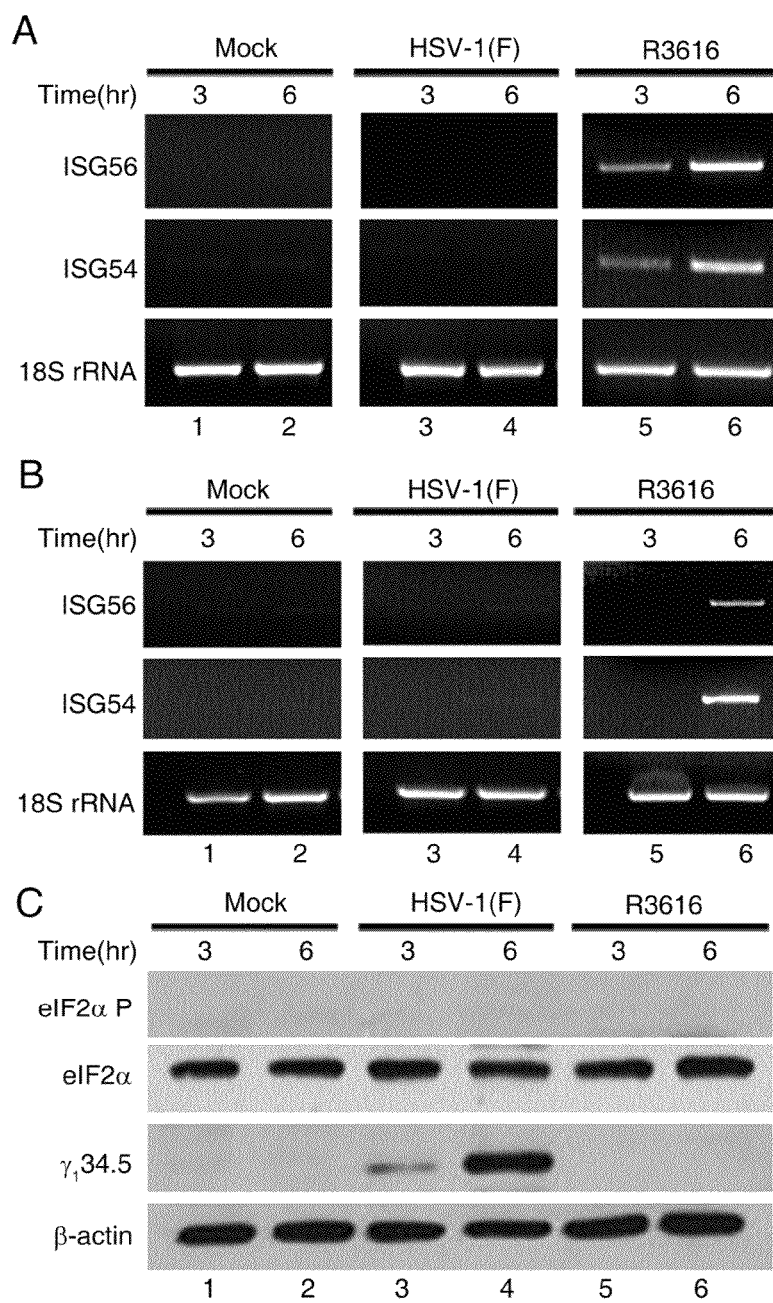 A
Mock HSV-1(F) R3616
Time(hr) 3 6 3 6 3 6
ISG56
ISG54
18S rRNA
1 2 3 4 5 6
B
Mock HSV-1(F) R3616
Time(hr) 3 6 3 6 3 6
ISG56
ISG54
18S rRNA
1 2 3 4 5 6
C
Mock HSV-1(F) R3616
Time(hr) 3 6 3 6 3 6
eIF2α P
eIF2α
γ₁34.5
β-actin
1 2 3 4 5 6